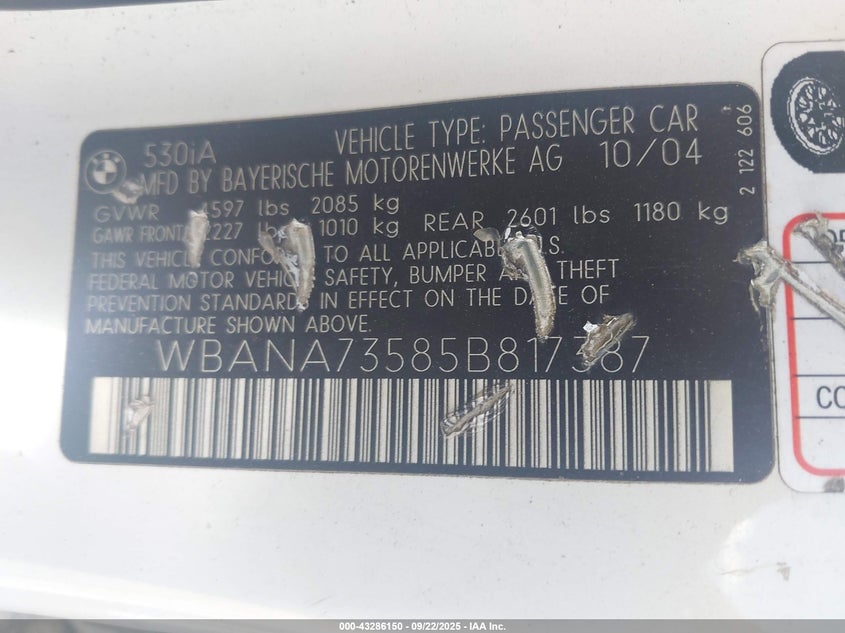 530iA VEHICLE TYPE: PASSENGER CAR
MFD BY BAYERISCHE MOTORENWERKE AG 10/04
GVWR 4597 lbs 2085 kg
GAWR FRONT 2227 lbs 1010 kg REAR 2601 lbs 1180 kg
THIS VEHICLE TO ALL APPLICABLE
FEDERAL MOTOR VEHICLE SAFETY, BUMPER THEFT
PREVENTION STANDARDS IN EFFECT ON THE DATE OF
MANUFACTURE SHOWN ABOVE.
WBANA73585B817387
2 122 606
CO
000-43286150 - 09/22/2025 - IAA Inc.